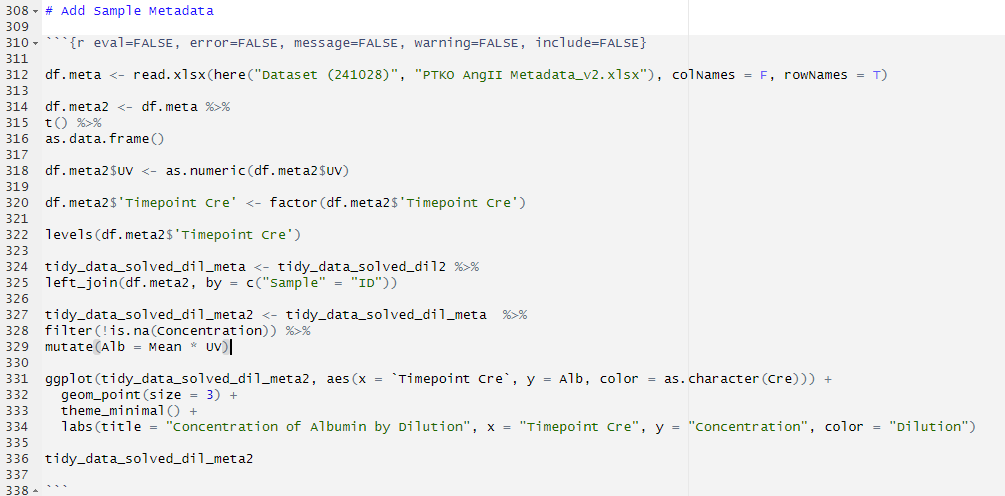 308 # Add Sample Metadata
309
310 ```{r eval=FALSE, error=FALSE, message=FALSE, warning=FALSE, include=FALSE}
311
312 df.meta <- read.xlsx(here("Dataset (241028)", "PTKO AngII Metadata_v2.xlsx"), colNames = F, rowNames = T)
313
314 df.meta2 <- df.meta %>%
315 t() %>%
316 as.data.frame()
317
318 df.meta2$UV <- as.numeric(df.meta2$UV)
319
320 df.meta2$'Timepoint Cre' <- factor(df.meta2$'Timepoint Cre')
321
322 levels(df.meta2$'Timepoint Cre')
323
324 tidy_data_solved_dil_meta <- tidy_data_solved_dil2 %>%
325 left_join(df.meta2, by = c("Sample" = "ID"))
326
327 tidy_data_solved_dil_meta2 <- tidy_data_solved_dil_meta  %>%
328 filter(!is.na(Concentration)) %>%
329 mutate(Alb = Mean * UV)
330
331 ggplot(tidy_data_solved_dil_meta2, aes(x = `Timepoint Cre`, y = Alb, color = as.character(Cre))) +
332   geom_point(size = 3) +
333   theme_minimal() +
334   labs(title = "Concentration of Albumin by Dilution", x = "Timepoint Cre", y = "Concentration", color = "Dilution")
335
336 tidy_data_solved_dil_meta2
337
338 ```